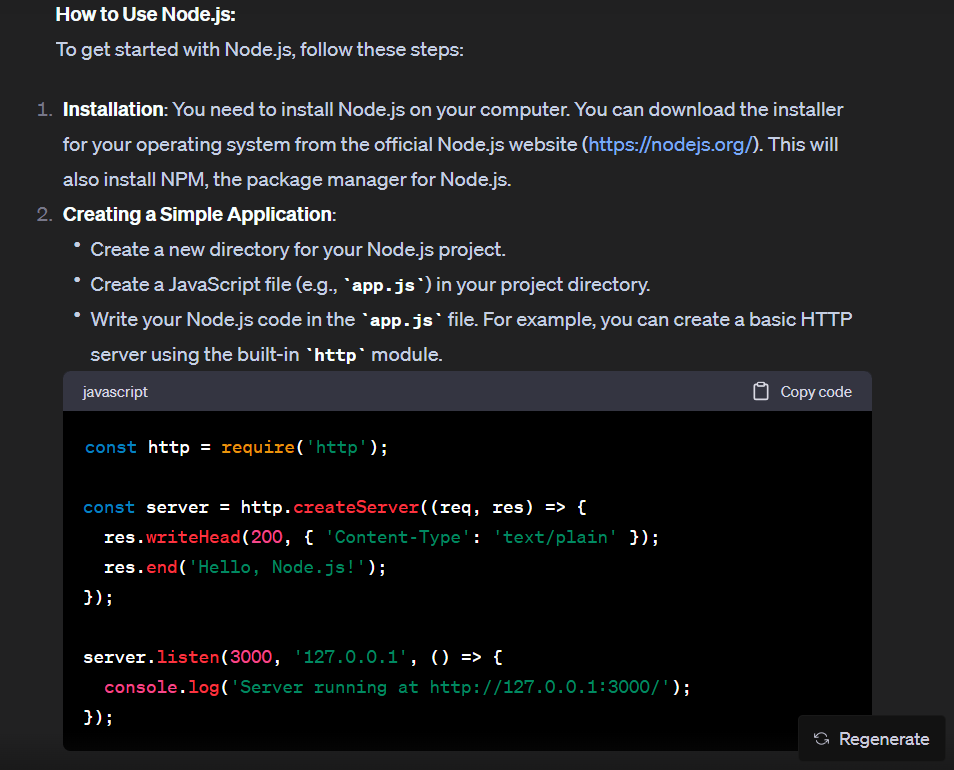 How to Use Node.js:
To get started with Node.js, follow these steps:
1. Installation: You need to install Node.js on your computer. You can download the installer
for your operating system from the official Node.js website (https://nodejs.org/). This will
also install NPM, the package manager for Node.js.
2. Creating a Simple Application:
• Create a new directory for your Node.js project.
• Create a JavaScript file (e.g., `app.js`) in your project directory.
• Write your Node.js code in the `app.js` file. For example, you can create a basic HTTP
server using the built-in `http` module.
javascript Copy code
const http = require('http');
const server = http.createServer((req, res) => {
  res.writeHead(200, { 'Content-Type': 'text/plain' });
  res.end('Hello, Node.js!');
});
server.listen(3000, '127.0.0.1', () => {
  console.log('Server running at http://127.0.0.1:3000/');
});
Regenerate